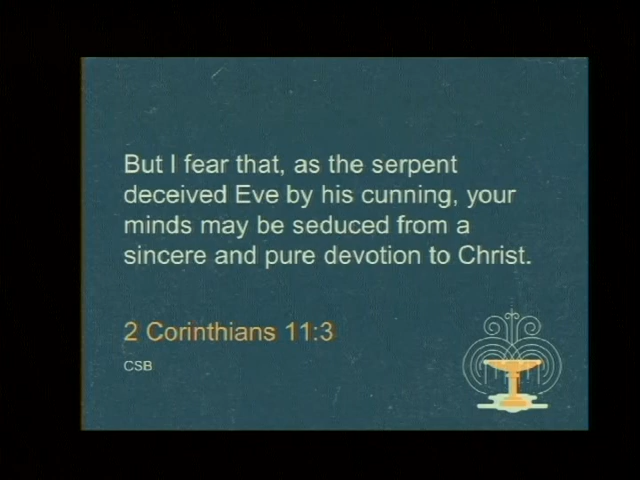 But I fear that, as the serpent
deceived Eve by his cunning, your
minds may be seduced from a
sincere and pure devotion to Christ.
2 Corinthians 11:3
CSB